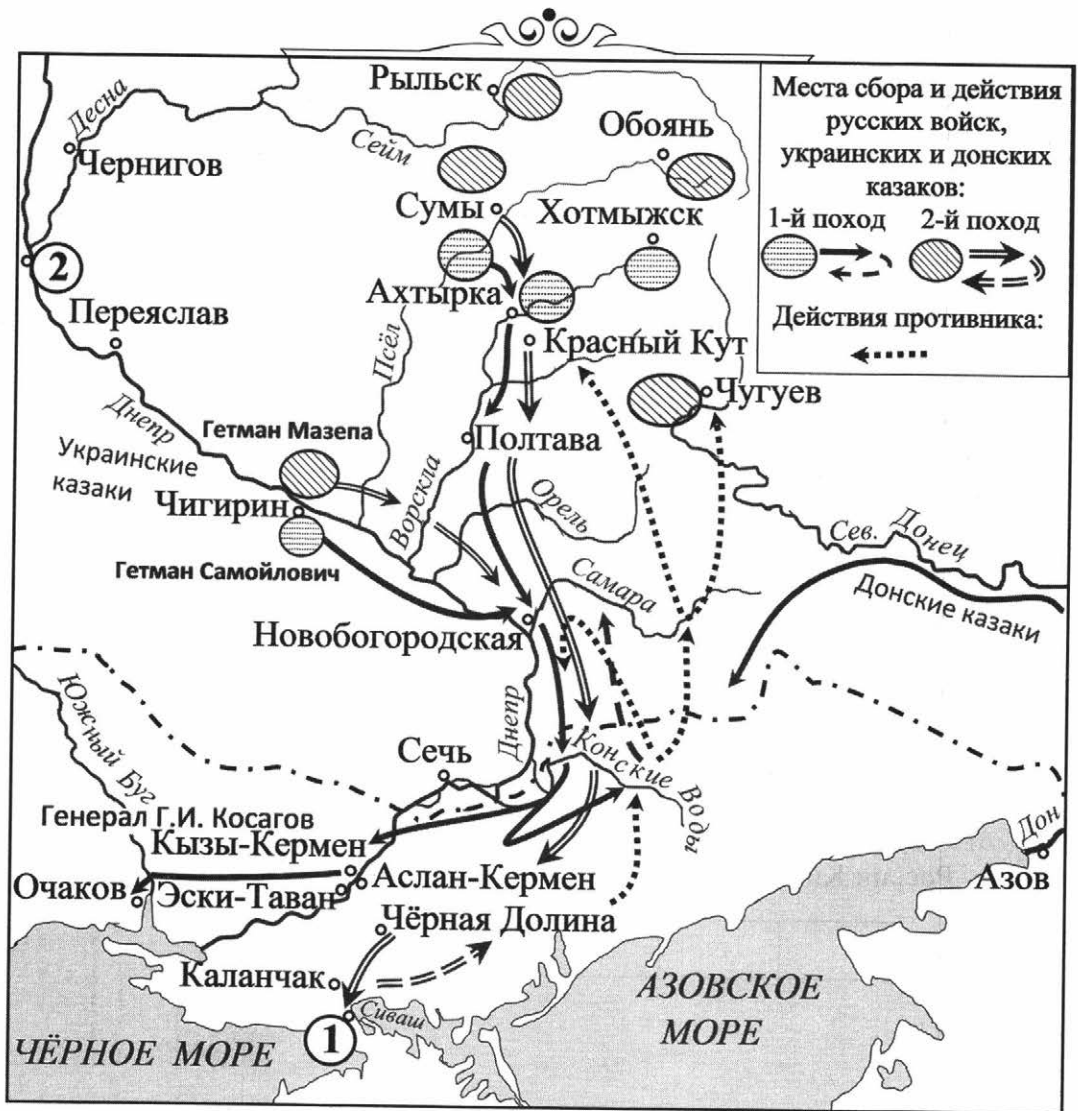 Рыльск
Десна
Сейм
Обоянь
Чернигов
Сумы
Хотмыжск
2
Ахтырка
Переяслав
Псёл
Красный Кут
Чугуев
Днепр
Гетман Мазепа
Полтава
Украинские
казаки
Ворскла
Орель
Чигирин
Сев. Донец
Гетман Самойлович
Самара
Донские казаки
Новобогородская
Южный Буг
Днепр
Сечь
Конские Воды
Генерал Г.И. Косагов
Кызы-Кермен
Дон
Очаков
Эски-Таван
Аслан-Кермен
Азов
Чёрная Долина
Каланчак
АЗОВСКОЕ
МОРЕ
Сиваш
1
ЧЁРНОЕ МОРЕ
Места сбора и действия
русских войск,
украинских и донских
казаков:
1-й поход
2-й поход
Действия противника: